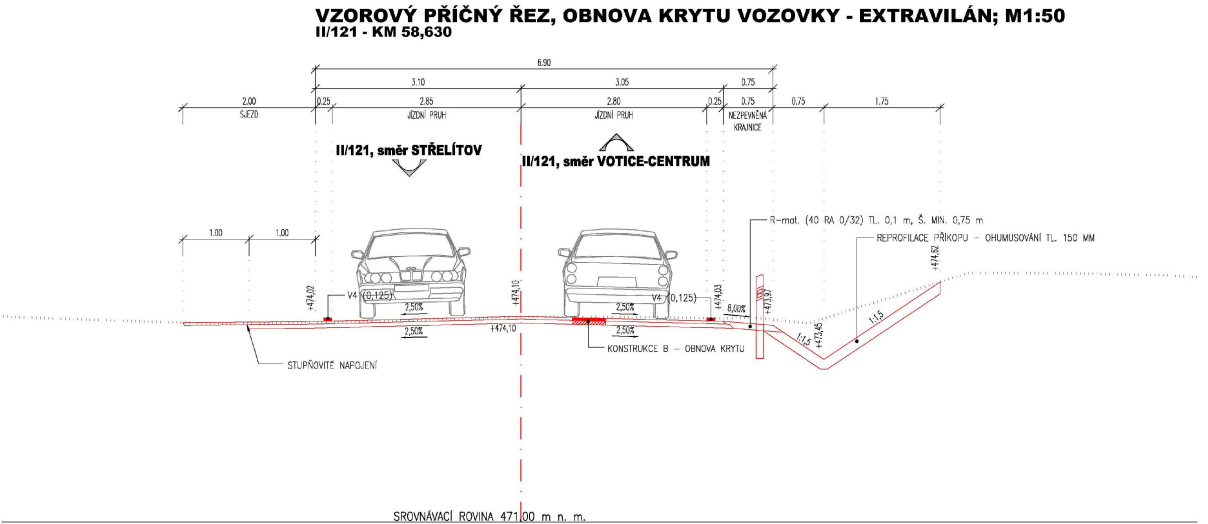 VZOROVÝ PŘÍČNÝ ŘEZ, OBNOVA KRYTU VOZOVKY - EXTRAVILÁN; M1:50
II/121 - KM 58,630
6.90
3.10 3.05 0.75
2.00 0.25 2.85 2.80 0.25 0.75 0.75 1.75
SJEZD JÍZDNÍ PRUH JÍZDNÍ PRUH NEZPEVNĚNÁ
KRAJNICE
II/121, směr STŘELÍTOV
II/121, směr VOTICE-CENTRUM
R-mat. (40 RA 0/32) TL. 0,1 m, Š. MIN. 0,75 m
1.00 1.00
REPROFILACE PŘÍKOPU – OHUMUSOVÁNÍ TL. 150 MM
+474,62
+474,02
V4 (0,125)
+474,10
V4 (0,125)
+474,03
+473,97
2,50% 2,50% 8,00%
2,50% +474,10 2,50%
1:1,5
+473,45
1:1,5
KONSTRUKCE B – OBNOVA KRYTU
STUPŇOVITÉ NAPOJENÍ
SROVNÁVACÍ ROVINA 471,00 m n. m.